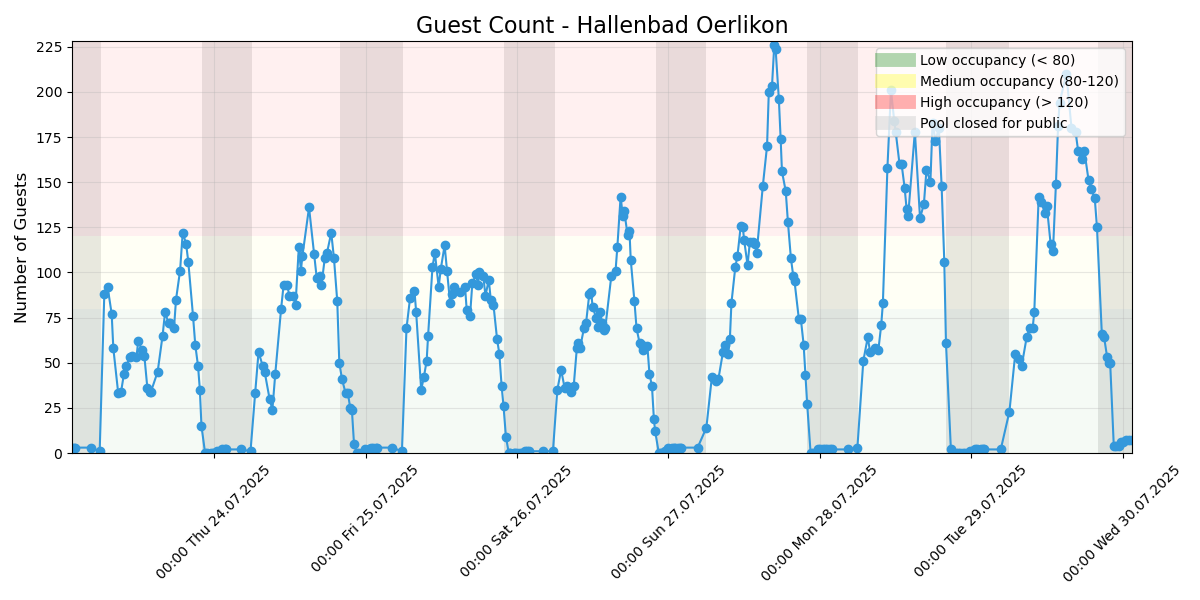 Guest Count - Hallenbad Oerlikon
Number of Guests
225
200
175
150
125
100
75
50
25
0
Low occupancy (< 80)
Medium occupancy (80-120)
High occupancy (> 120)
Pool closed for public
00:00 Thu 24.07.2025
00:00 Fri 25.07.2025
00:00 Sat 26.07.2025
00:00 Sun 27.07.2025
00:00 Mon 28.07.2025
00:00 Tue 29.07.2025
00:00 Wed 30.07.2025